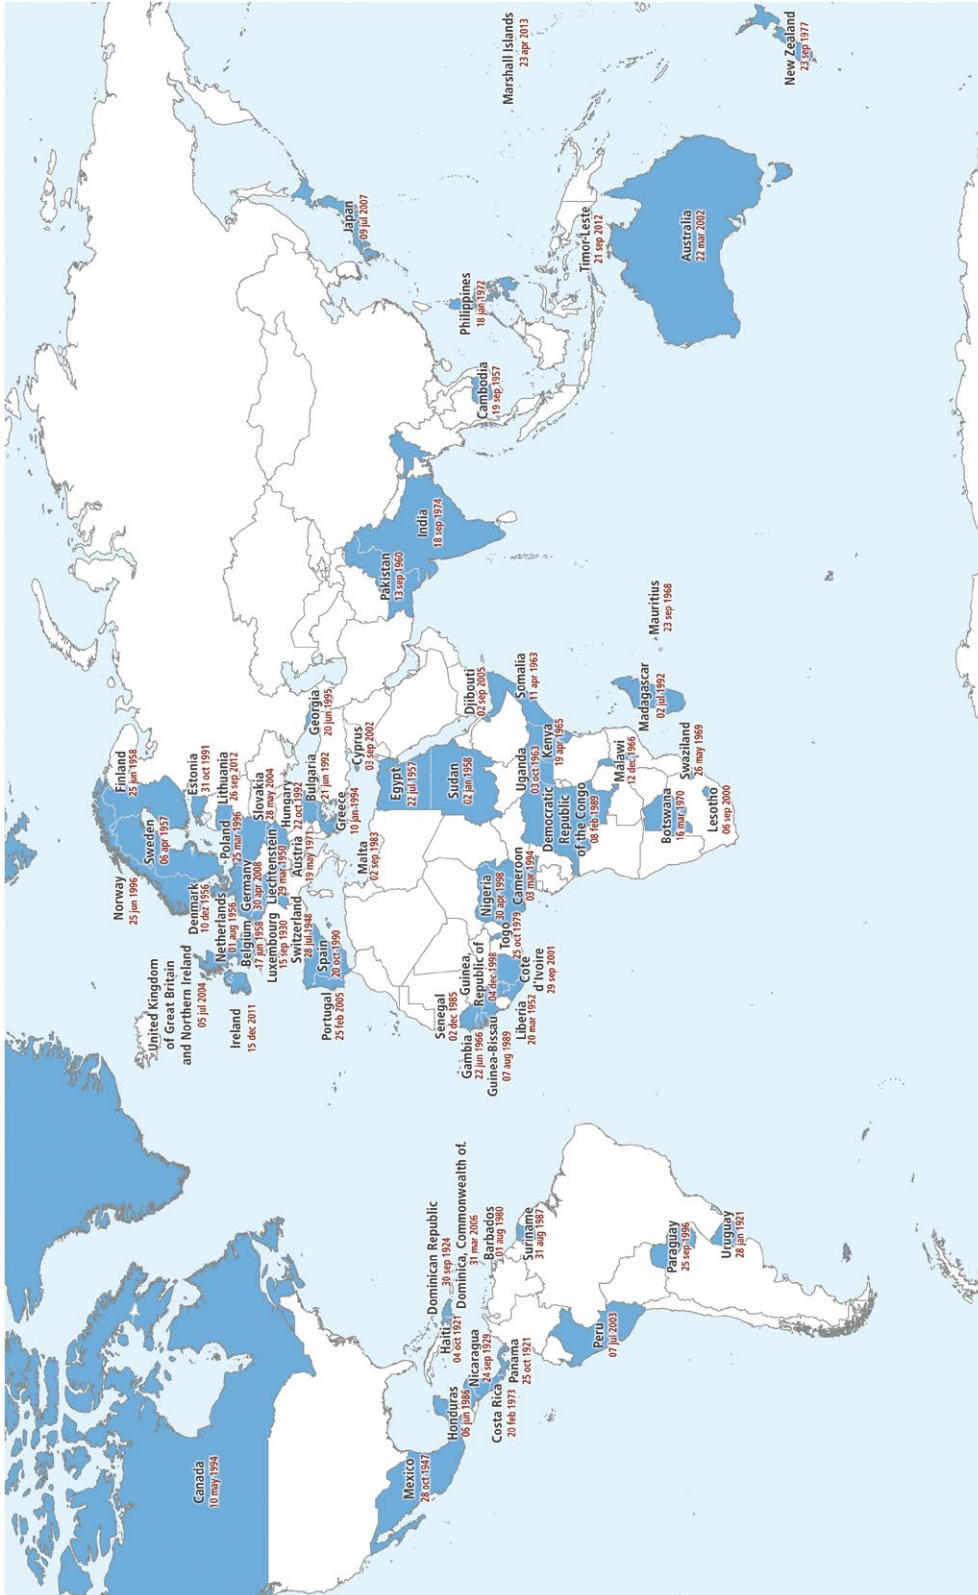 Canada
10 may 1994
Mexico
28 oct 1947
Honduras
06 jun 1986
Nicaragua
24 sep 1929
Costa Rica
20 feb 1973
Panama
25 oct 1921
Haiti
04 oct 1921
Dominican Republic
30 sep 1924
Dominica, Commonwealth of.
31 mar 2006
Barbados
01 aug 1980
Suriname
31 aug 1987
Peru
07 jul 2003
Paraguay
25 sep 1996
Uruguay
28 jan 1921
United Kingdom
of Great Britain
and Northern Ireland
05 jul 2004
Ireland
15 dec 2011
Portugal
25 feb 2005
Spain
20 oct 1990
Norway
25 jun 1996
Sweden
06 apr 1957
Finland
25 jun 1958
Denmark
10 dez 1956
Netherlands
01 aug 1956
Belgium
17 jun 1958
Luxembourg
15 sep 1930
Switzerland
28 jul 1948
Germany
30 apr 2008
Liechtenstein
29 mar 1950
Austria
19 may 1971
Poland
25 mar 1996
Estonia
31 oct 1991
Lithuania
26 sep 2012
Slovakia
28 may 2004
Hungary
22 oct 1992
Bulgaria
21 jun 1992
Greece
10 jan 1994
Georgia
20 jun 1995
Cyprus
03 sep 2002
Malta
02 sep 1983
Senegal
02 dec 1985
Gambia
22 jun 1966
Guinea-Bissau
07 aug 1989
Guinea,
Republic of
04 dec 1998
Liberia
20 mar 1952
Cote
d'Ivoire
29 sep 2001
Togo
25 oct 1979
Nigeria
30 apr 1998
Cameroon
03 mar 1994
Egypt
22 jul 1957
Sudan
02 jan 1958
Djibouti
02 sep 2005
Somalia
11 apr 1963
Uganda
03 oct 1963
Kenya
19 apr 1965
Democratic
Republic
of the Congo
08 feb 1989
Malawi
12 dec 1966
Botswana
16 mar 1970
Swaziland
26 may 1969
Lesotho
06 sep 2000
Madagascar
02 jul 1992
Mauritius
23 sep 1968
Pakistan
13 sep 1960
India
18 sep 1974
Cambodia
19 sep 1957
Philippines
18 jan 1972
Japan
09 jul 2007
Timor-Leste
21 sep 2012
Australia
22 mar 2002
Marshall Islands
23 apr 2013
New Zealand
23 sep 1977